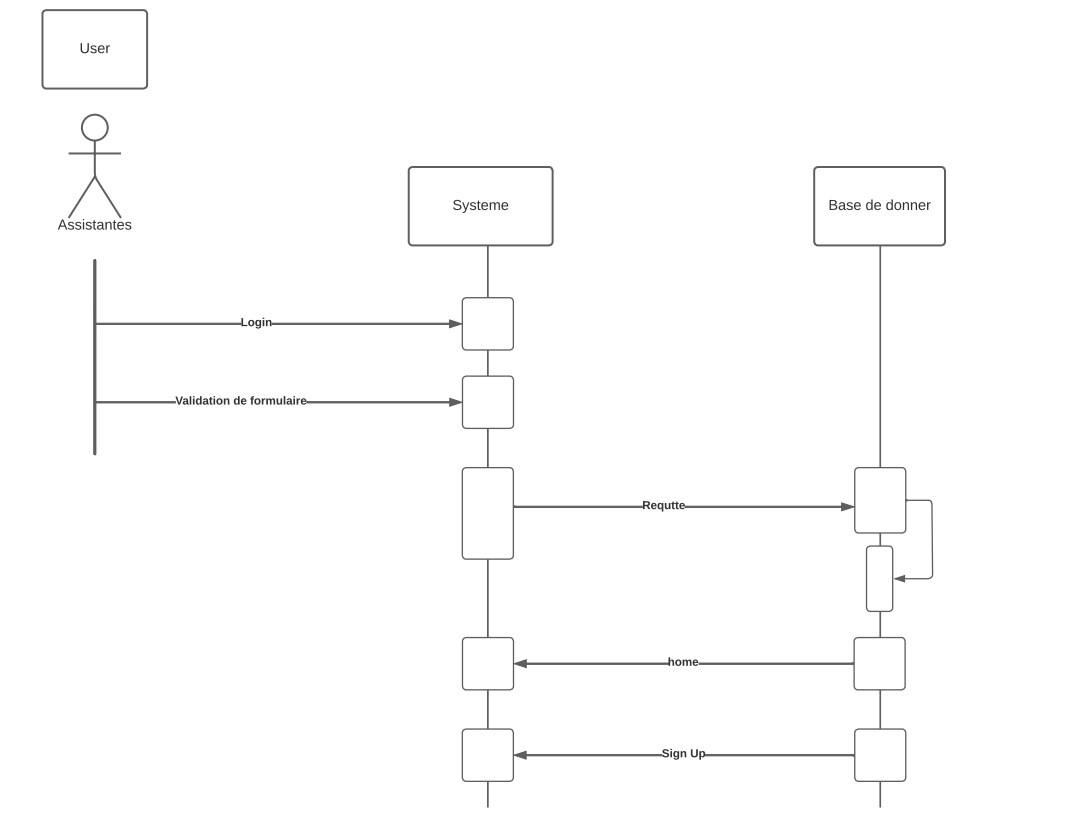 User
Assistantes
Systeme
Base de donner
Login
Validation de formulaire
Requtte
home
Sign Up